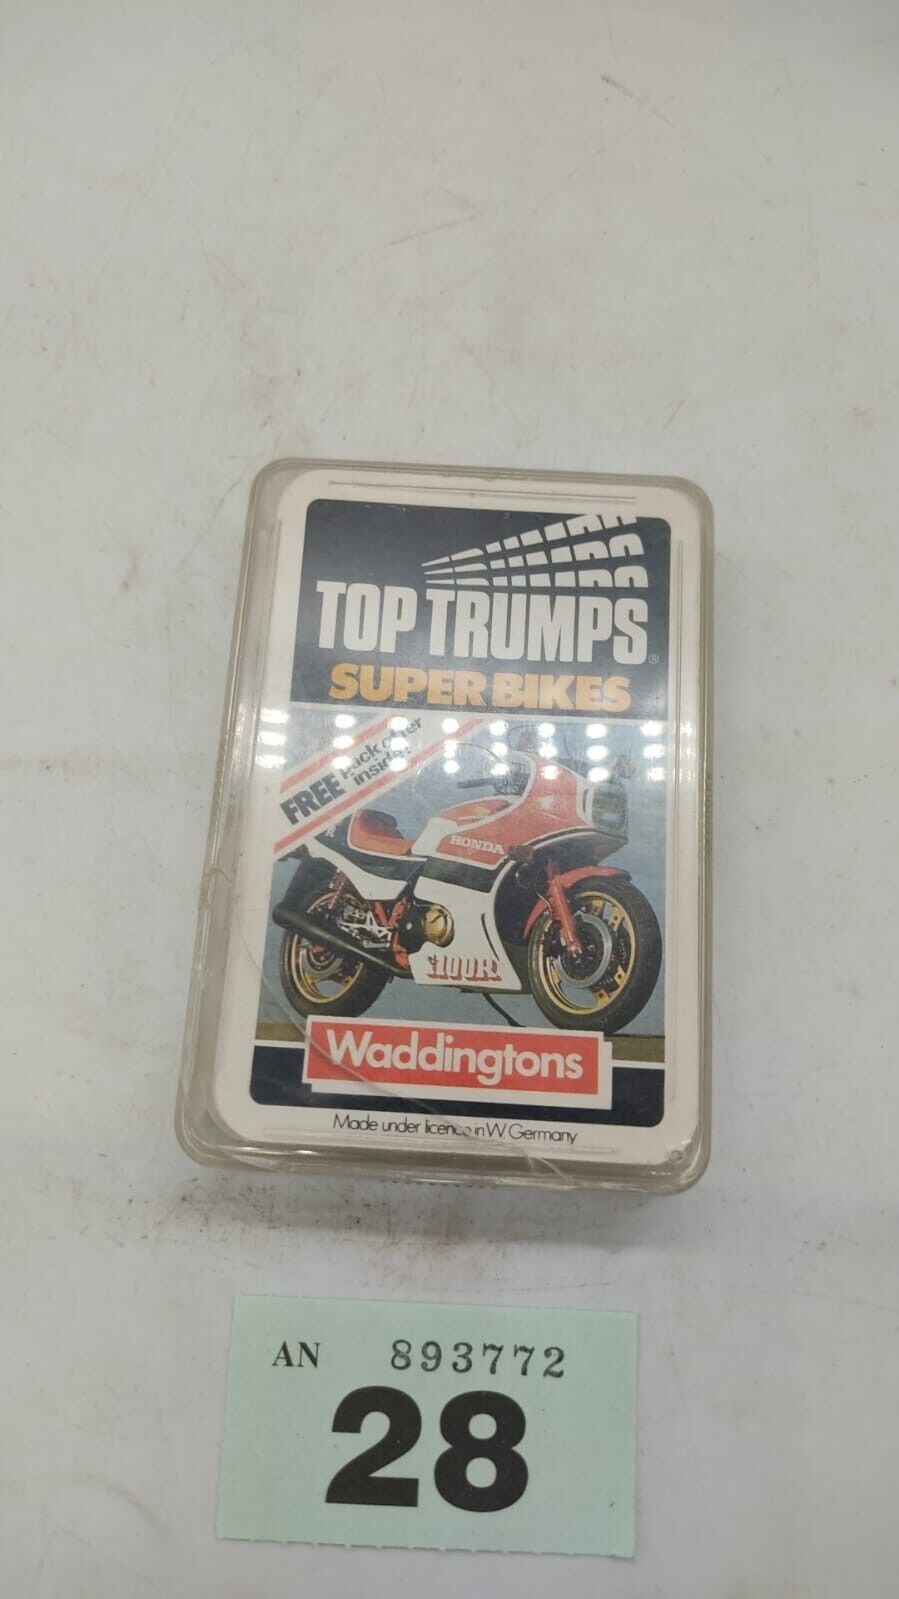 TOP TRUMPS®
SUPER BIKES
FREE Pack offer
inside!
HONDA
1100R
Waddingtons
Made under licence in W. Germany
AN 893772
28